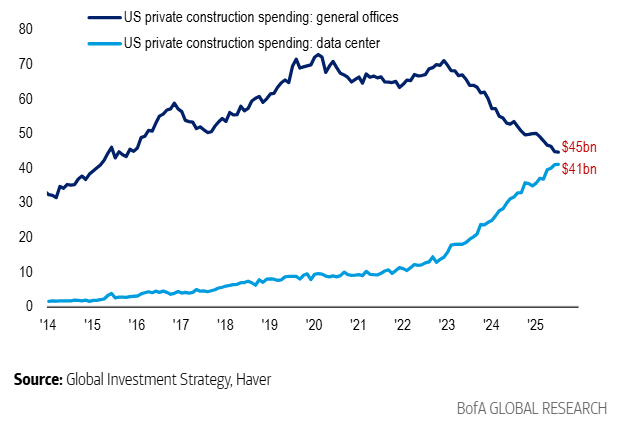 US private construction spending: general offices
US private construction spending: data center
80
70
60
50
40
30
20
10
0
$45bn
$41bn
'14 '15 '16 '17 '18 '19 '20 '21 '22 '23 '24 '25
Source: Global Investment Strategy, Haver
BofA GLOBAL RESEARCH